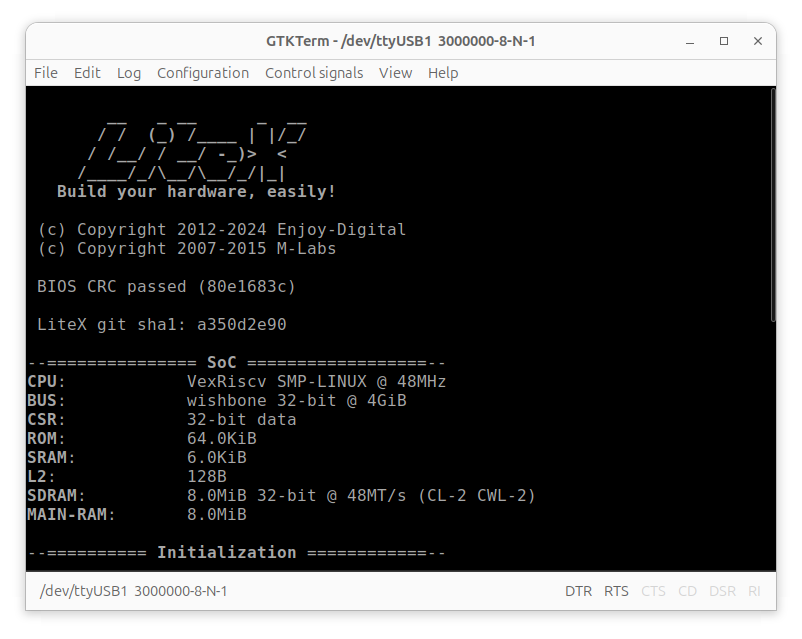 GTKTerm - /dev/ttyUSB1 3000000-8-N-1
File Edit Log Configuration Control signals View Help
        __   _ __      _  __
       / /  (_) /____ | |/_/
      / /__/ / __/ -_)>  <
     /____/_/\__/\__/_/|_|
   Build your hardware, easily!
 (c) Copyright 2012-2024 Enjoy-Digital
 (c) Copyright 2007-2015 M-Labs
 BIOS CRC passed (80e1683c)
 LiteX git sha1: a350d2e90
--=============== SoC ==================--
CPU:            VexRiscv SMP-LINUX @ 48MHz
BUS:            wishbone 32-bit @ 4GiB
CSR:            32-bit data
ROM:            64.0KiB
SRAM:           6.0KiB
L2:             128B
SDRAM:          8.0MiB 32-bit @ 48MT/s (CL-2 CWL-2)
MAIN-RAM:       8.0MiB
--========== Initialization ============--
/dev/ttyUSB1 3000000-8-N-1 DTR RTS CTS CD DSR RI